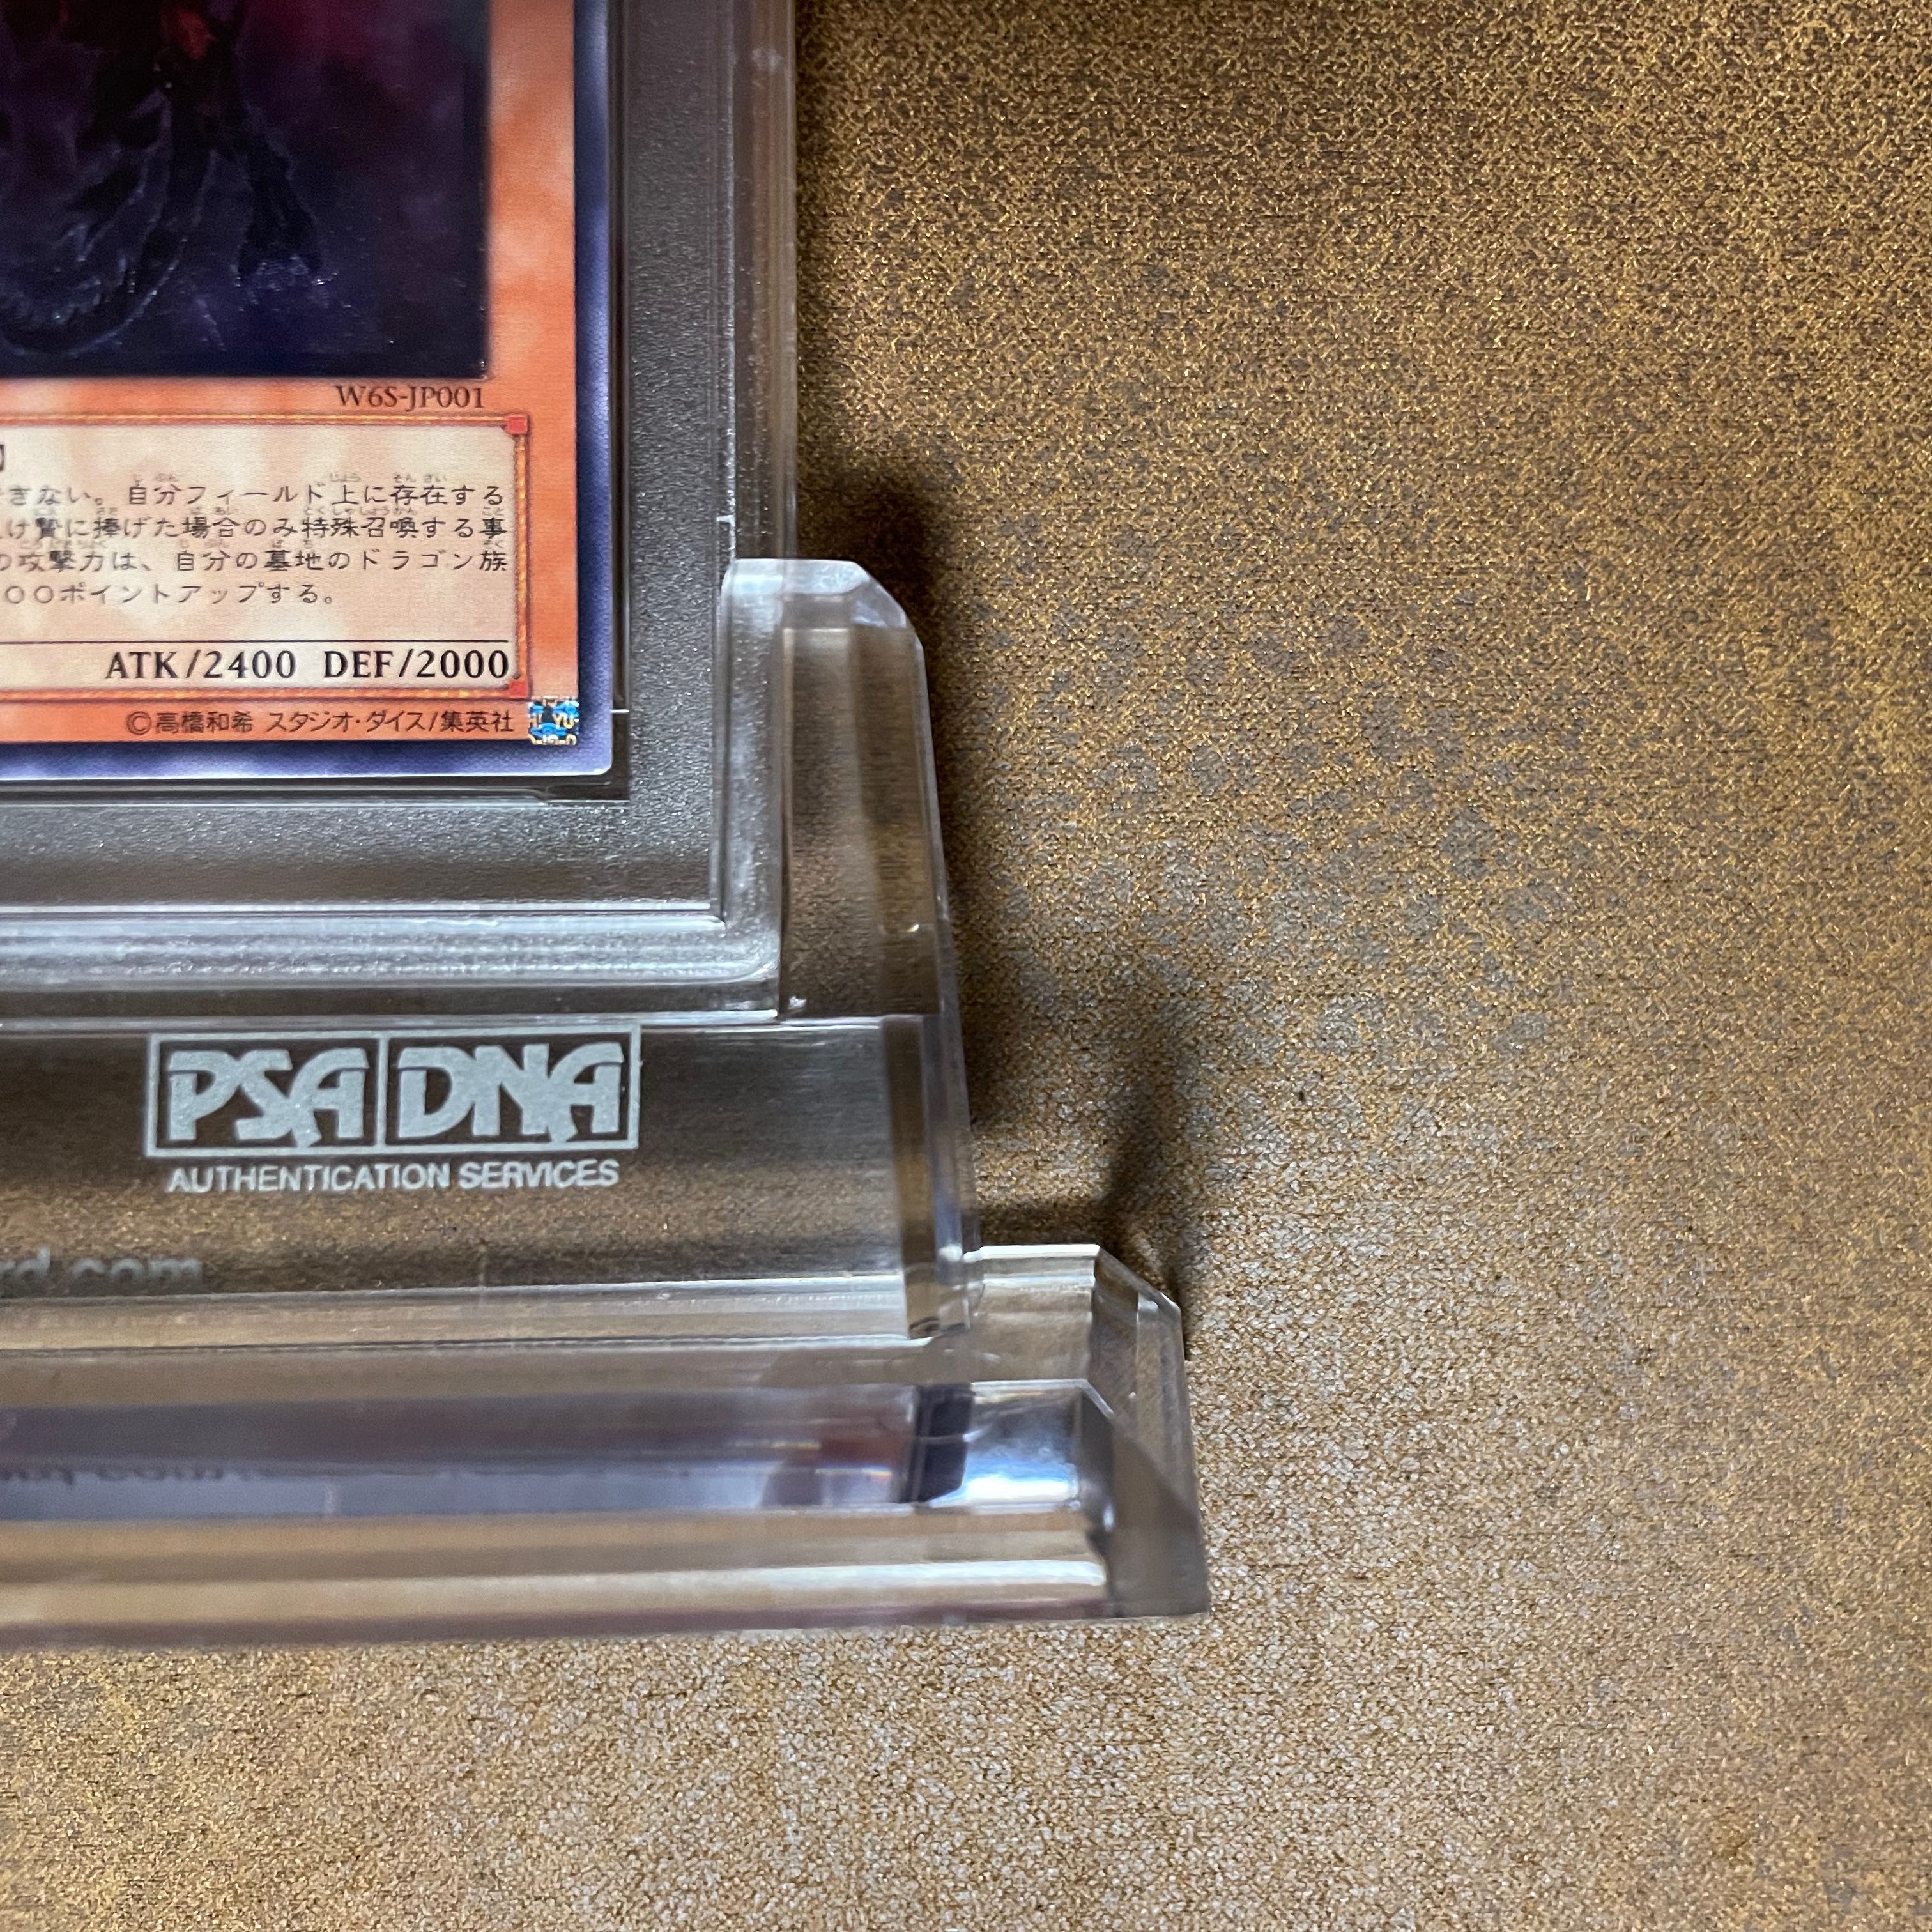 W6S-JP001
きない。自分フィールド上に存在する
け贄に捧げた場合のみ特殊召喚する事
の攻撃力は、自分の墓地のドラゴン族
００ポイントアップする。
ATK/2400 DEF/2000
©高橋和希 スタジオ・ダイス/集英社
PSA DNA
AUTHENTICATION SERVICES
rd.com